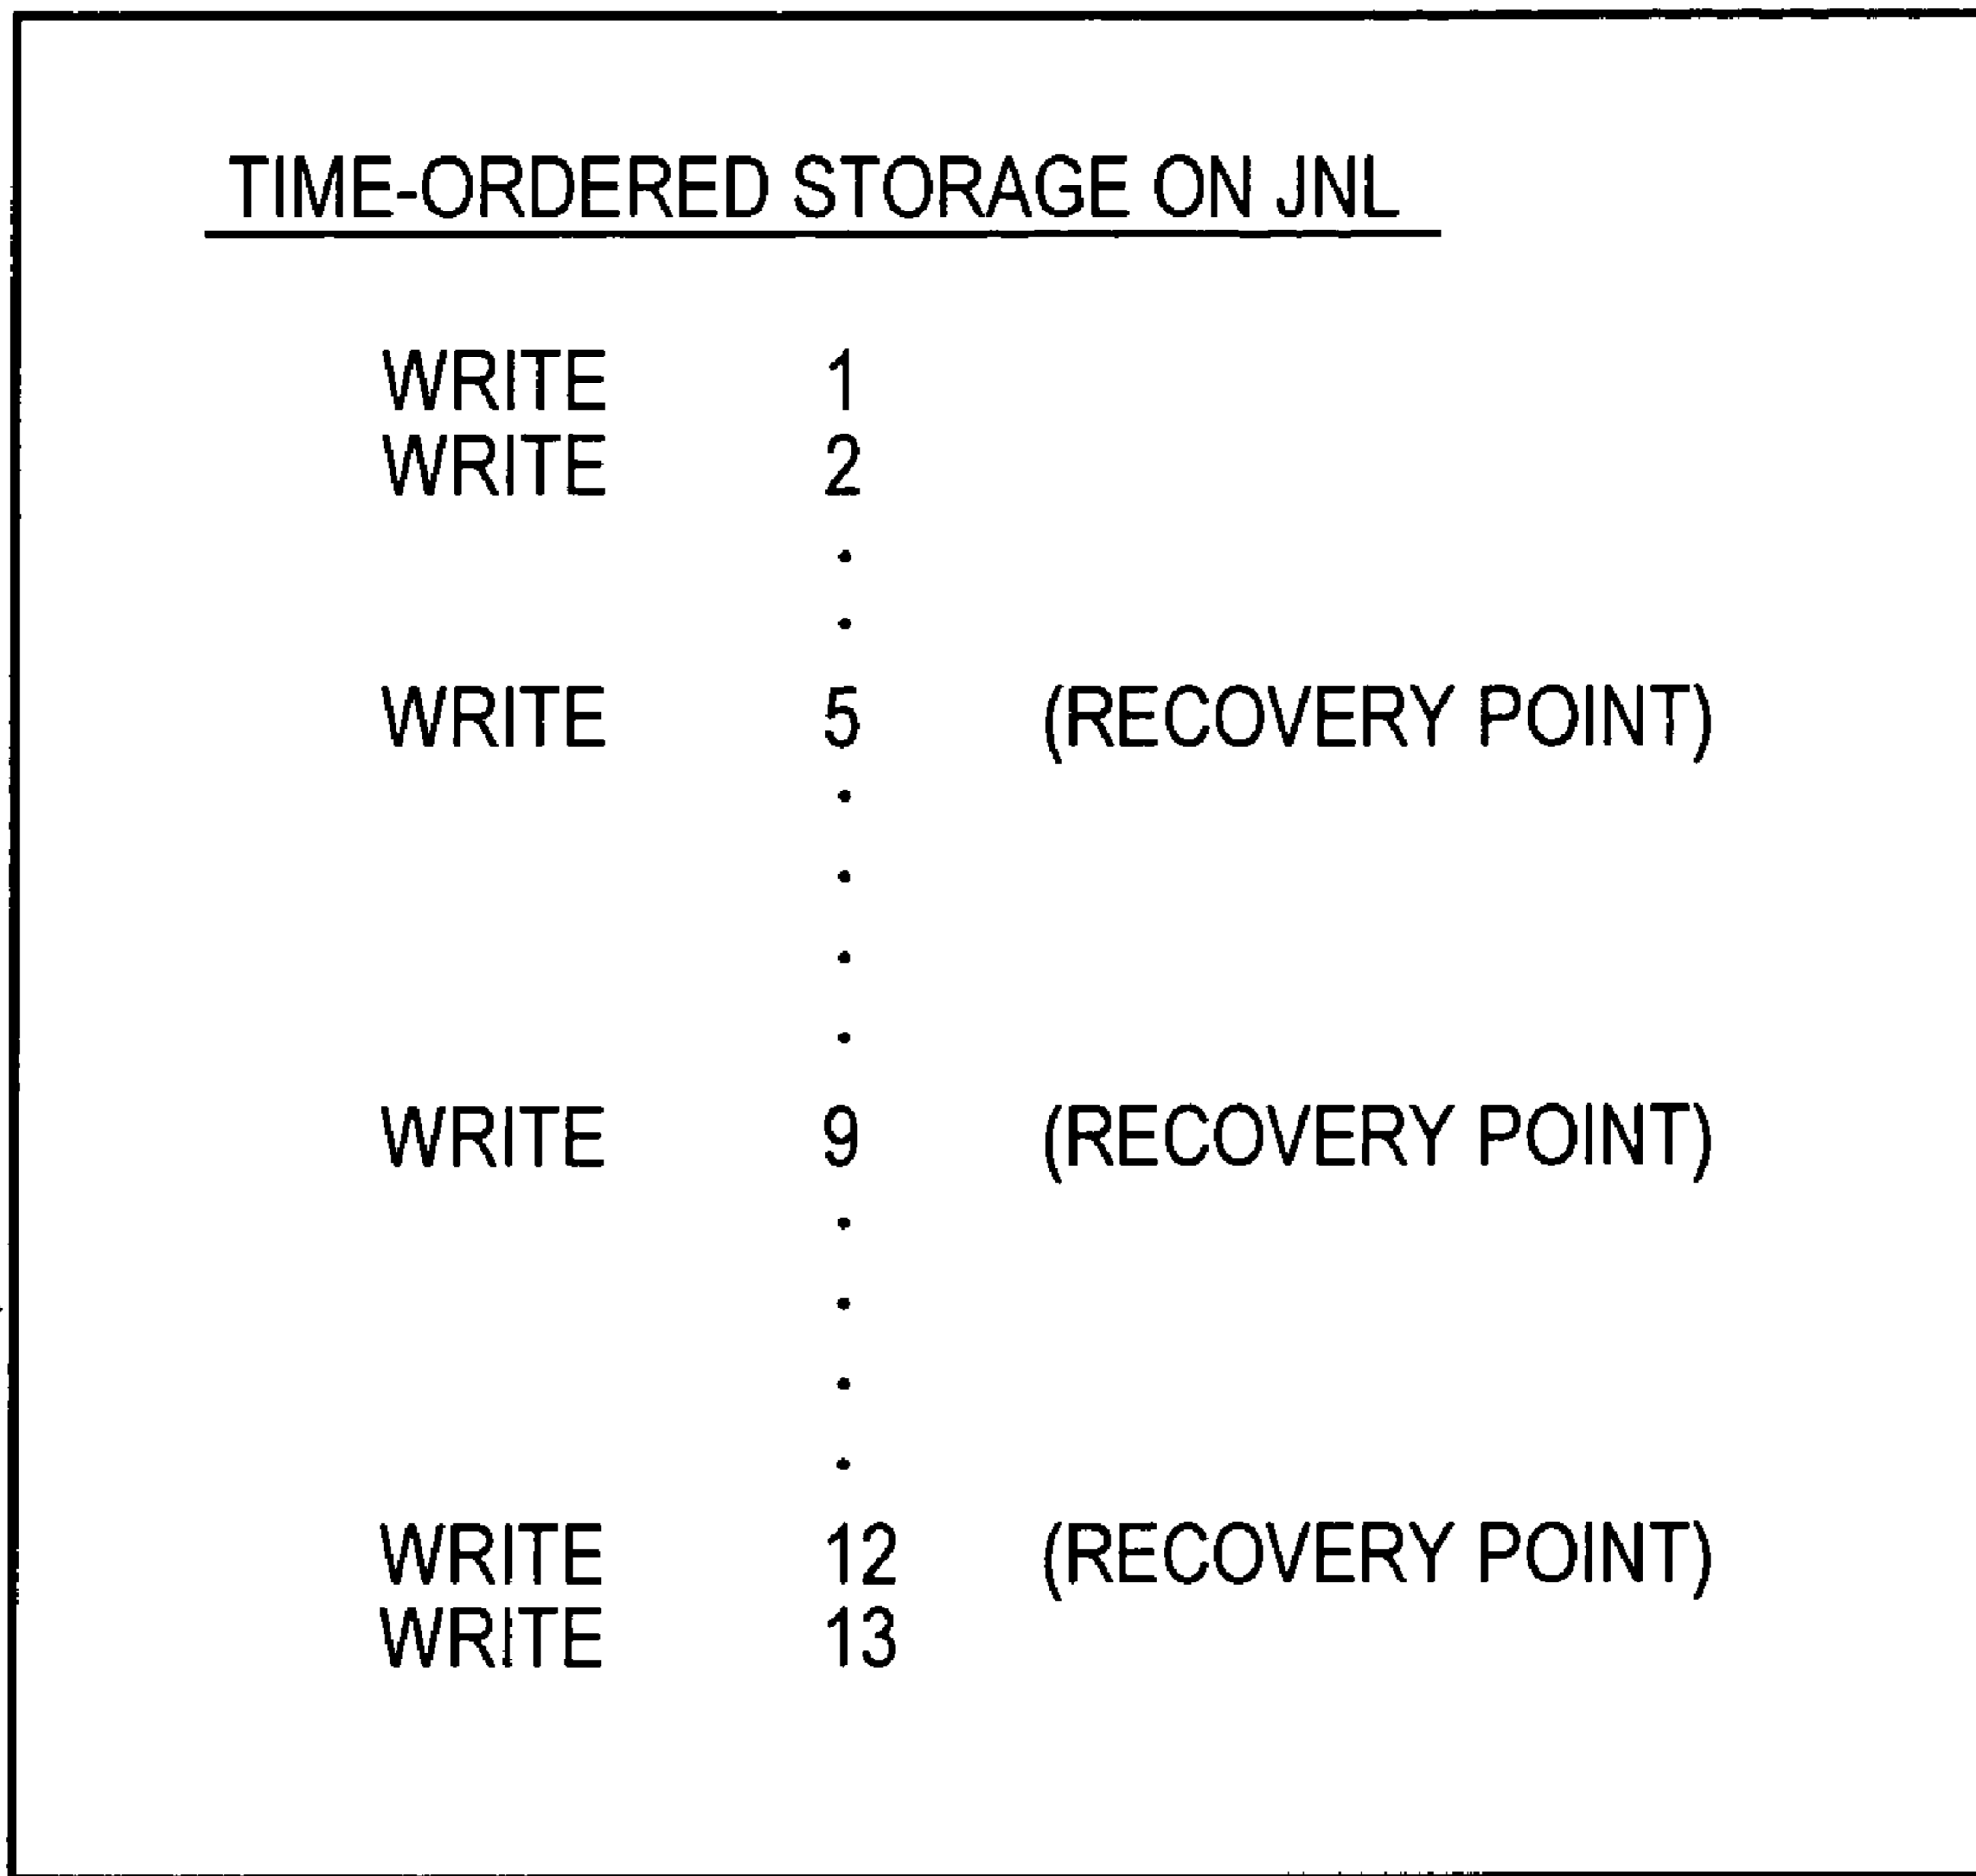 TIME-ORDERED STORAGE ON JNL
WRITE 1
WRITE 2
.
.
WRITE 5 (RECOVERY POINT)
.
.
.
.
WRITE 9 (RECOVERY POINT)
.
.
.
.
WRITE 12 (RECOVERY POINT)
WRITE 13